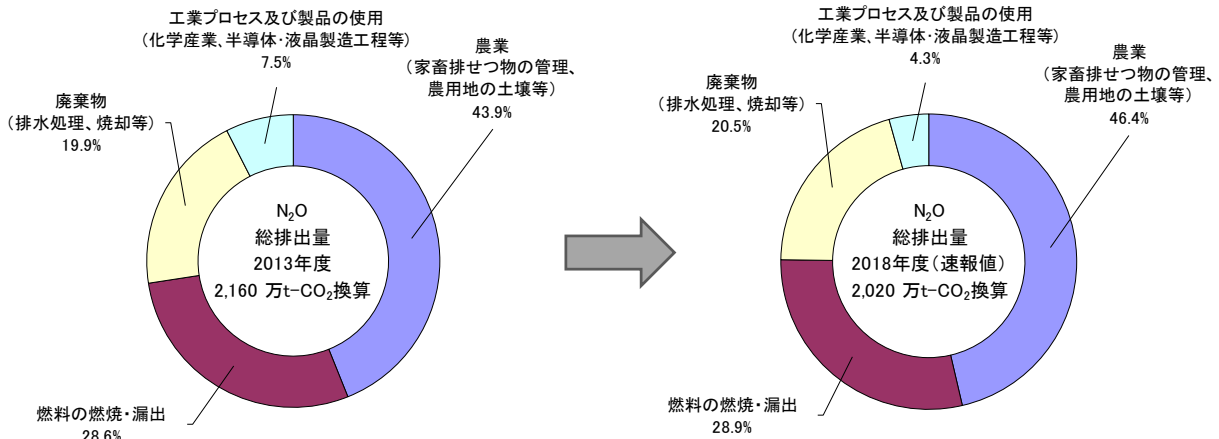 工業プロセス及び製品の使用
（化学産業、半導体・液晶製造工程等）
7.5%
農業
（家畜排せつ物の管理、
農用地の土壌等）
43.9%
廃棄物
（排水処理、焼却等）
19.9%
N₂O
総排出量
2013年度
2,160 万t-CO₂換算
燃料の燃焼・漏出
28.6%
工業プロセス及び製品の使用
（化学産業、半導体・液晶製造工程等）
4.3%
農業
（家畜排せつ物の管理、
農用地の土壌等）
46.4%
廃棄物
（排水処理、焼却等）
20.5%
N₂O
総排出量
2018年度（速報値）
2,020 万t-CO₂換算
燃料の燃焼・漏出
28.9%